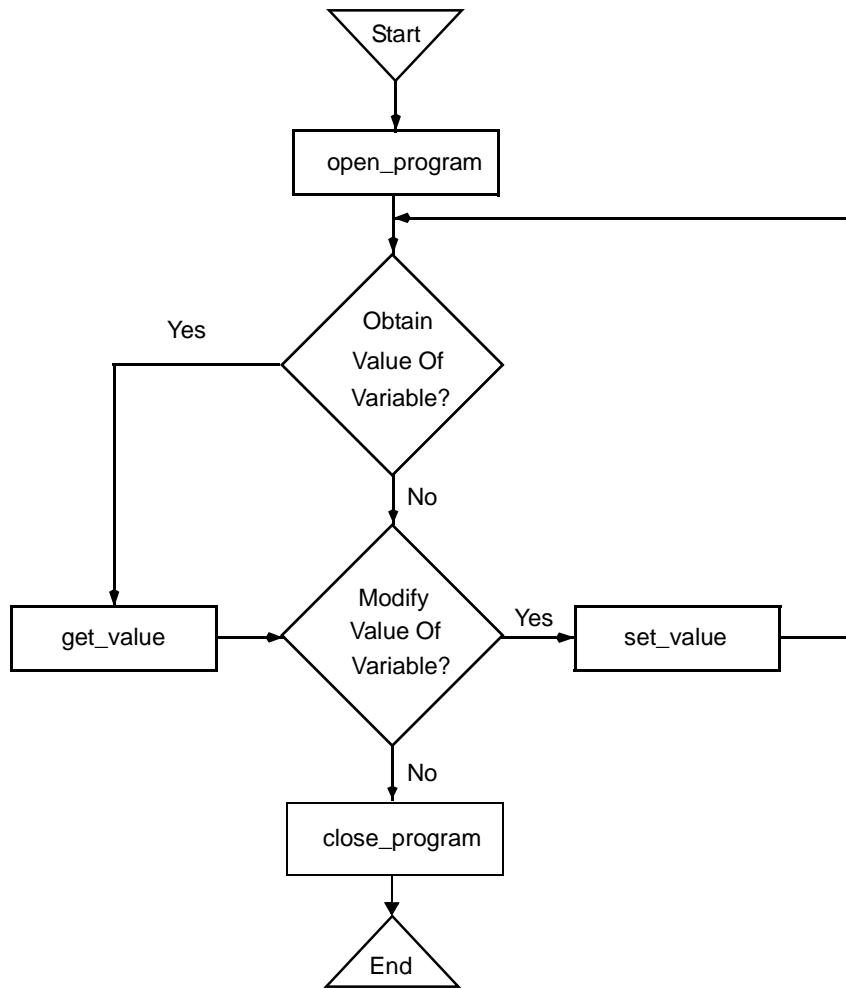 Start
open_program
Obtain
Value Of
Variable?
Yes
No
Modify
Value Of
Variable?
get_value
Yes
set_value
No
close_program
End